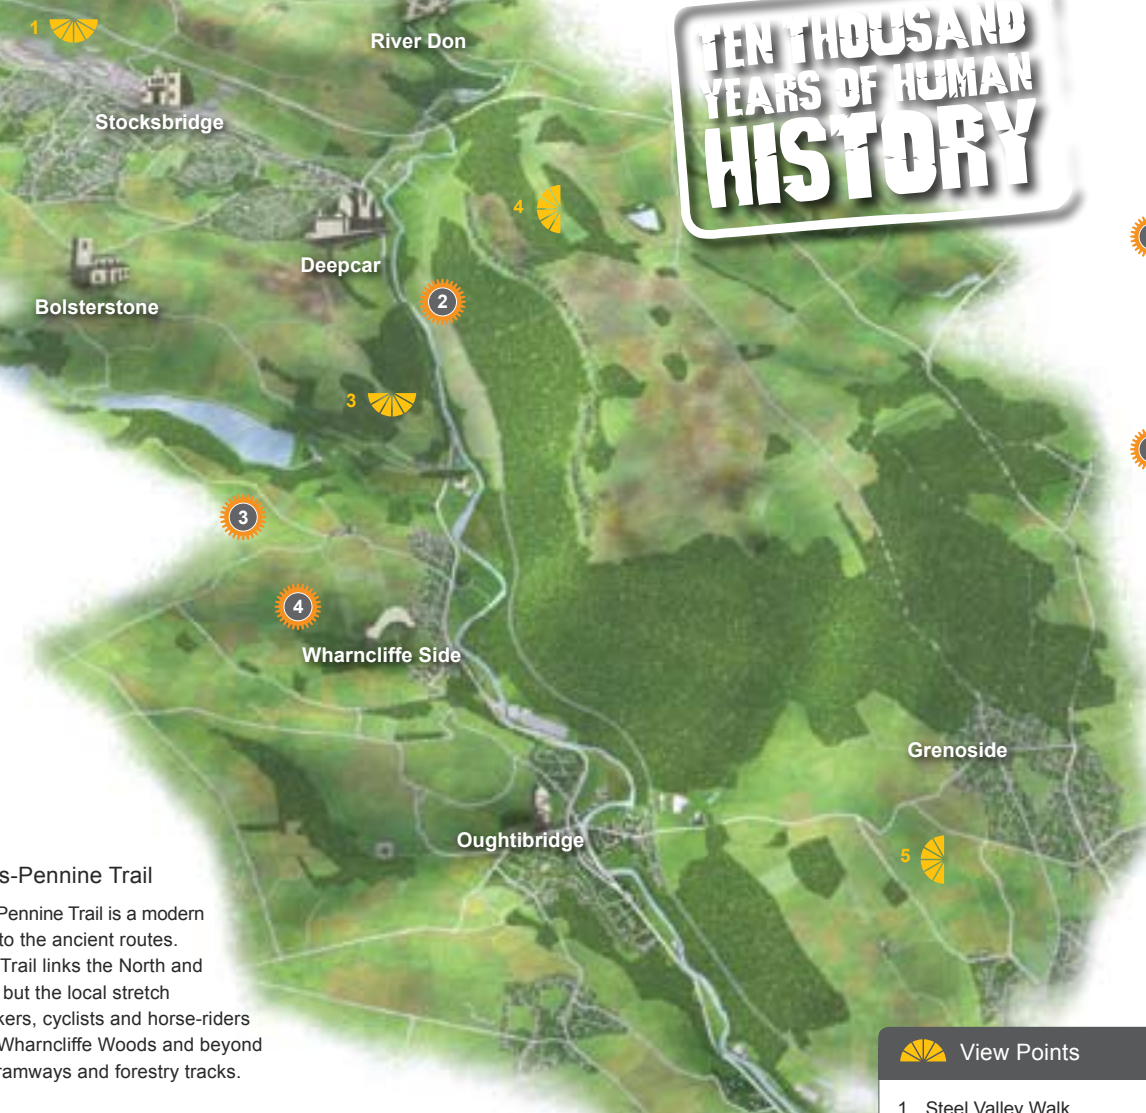 TEN THOUSAND
YEARS OF HUMAN
HISTORY
1
River Don
Stocksbridge
4
Deepcar
2
Bolsterstone
3
3
4
Wharncliffe Side
Grenoside
Oughtibridge
5
s-Pennine Trail
Pennine Trail is a modern
to the ancient routes.
Trail links the North and
but the local stretch
kers, cyclists and horse-riders
Wharncliffe Woods and beyond
ramways and forestry tracks.
View Points
1 Steel Valley Walk